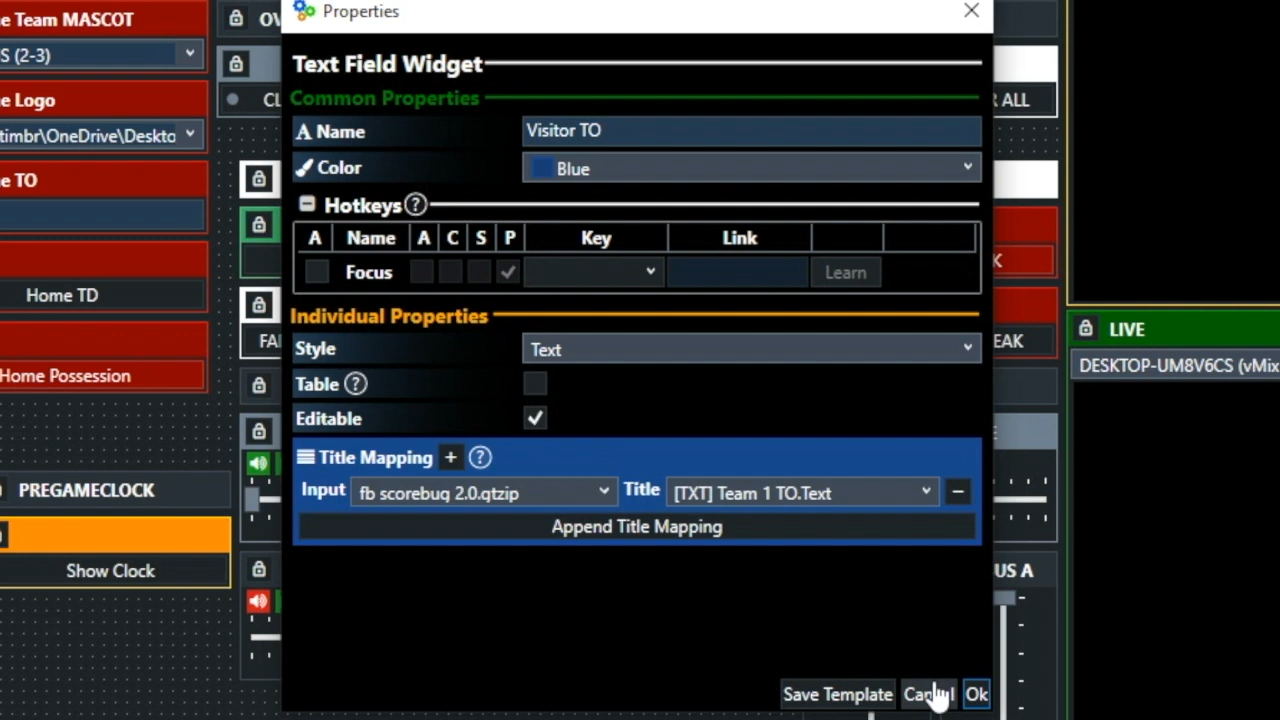 Properties
e Team MASCOT
S (2-3)
e Logo
timbr\OneDrive\Deskto
e TO
Home TD
Home Possession
PREGAMECLOCK
Show Clock
Text Field Widget
Common Properties
A Name
Visitor TO
Color
Blue
Hotkeys ?
A Name A C S P Key Link
Focus
Learn
Individual Properties
Style
Text
Table ?
Editable
Title Mapping + ?
Input fb scorebug 2.0.gtzip Title [TXT] Team 1 TO.Text
Append Title Mapping
Save Template
Ok
R ALL
EAK
US A
LIVE
DESKTOP-UM8V6CS (vMix